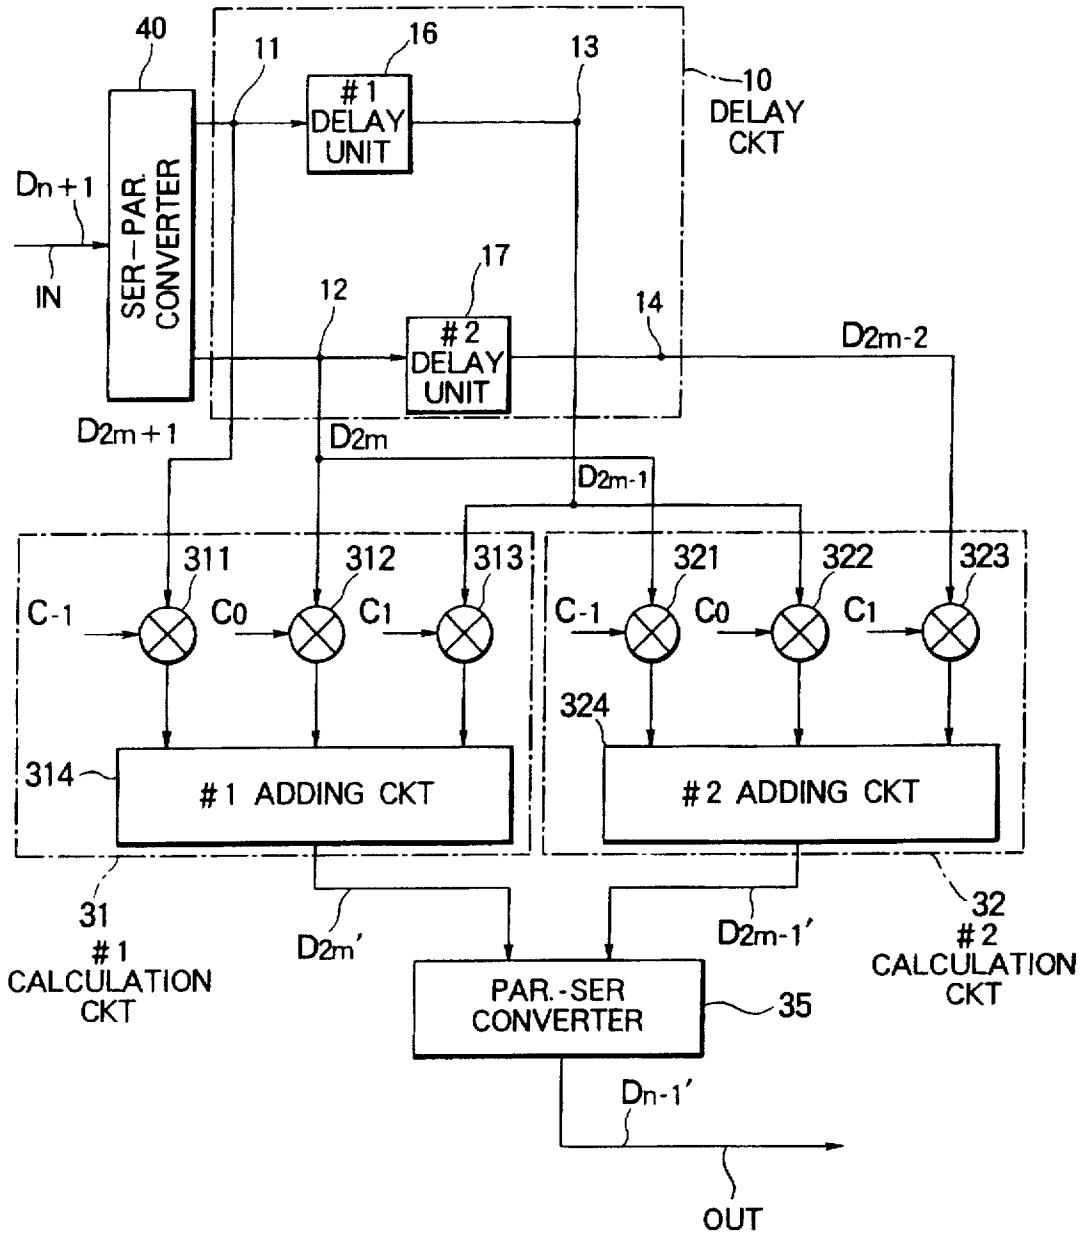 40
11
16
13
10
DELAY
CKT
#1
DELAY
UNIT
Dn+1
IN
SER-PAR.
CONVERTER
12
17
14
#2
DELAY
UNIT
D2m-2
D2m+1
D2m
D2m-1
311
312
313
321
322
323
C-1
C0
C1
C-1
C0
C1
314
#1 ADDING CKT
324
#2 ADDING CKT
31
#1
CALCULATION
CKT
D2m'
D2m-1'
32
#2
CALCULATION
CKT
PAR.-SER
CONVERTER
35
Dn-1'
OUT